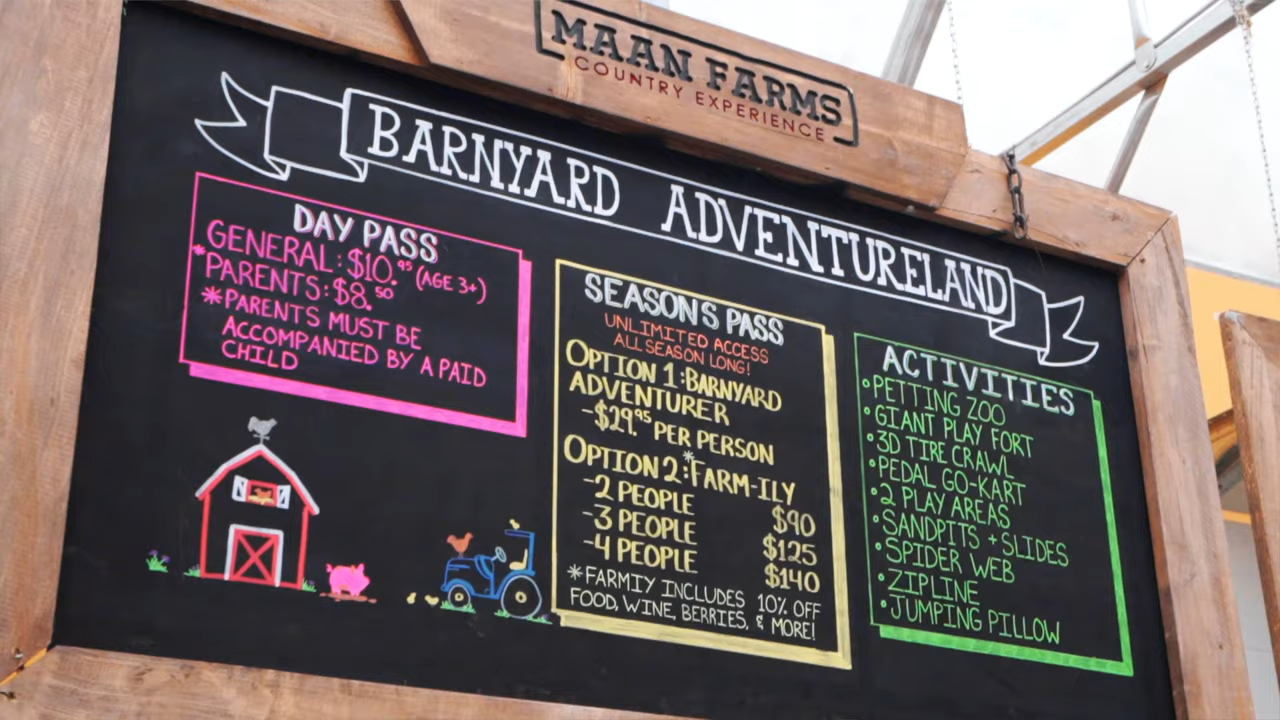 MAAN FARMS
COUNTRY EXPERIENCE
BARNYARD ADVENTURELAND
DAY PASS
GENERAL: $10.95 (AGE 3+)
*PARENTS: $8.50
*PARENTS MUST BE
ACCOMPANIED BY A PAID
CHILD
SEASONS PASS
UNLIMITED ACCESS
ALL SEASON LONG!
OPTION 1: BARNYARD
ADVENTURER
-$29.95 PER PERSON
OPTION 2: *FARM-ILY
-2 PEOPLE $90
-3 PEOPLE $125
-4 PEOPLE $140
*FARMIY INCLUDES 10% OFF
FOOD, WINE, BERRIES, & MORE!
ACTIVITIES
•PETTING ZOO
•GIANT PLAY FORT
•3D TIRE CRAWL
•PEDAL GO-KART
•2 PLAY AREAS
•SANDPITS + SLIDES
•SPIDER WEB
•ZIPLINE
•JUMPING PILLOW